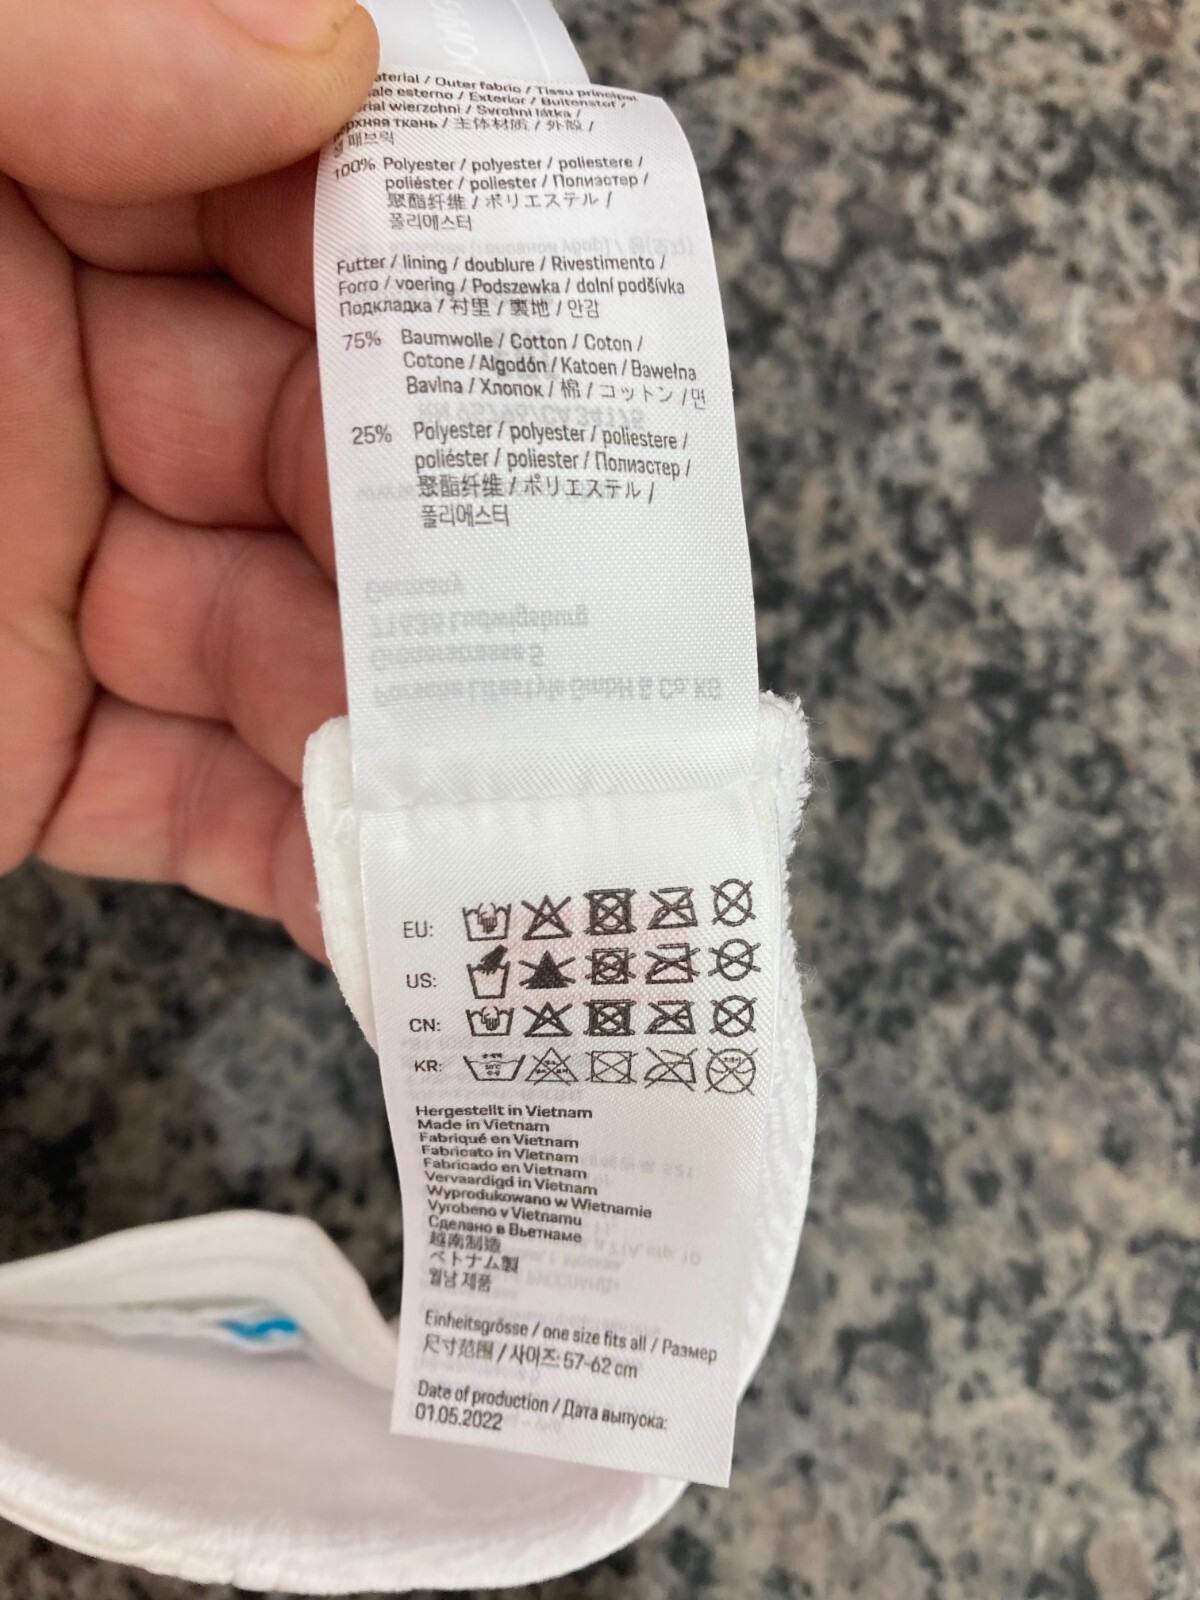 Outer fabric / Tissu principal
esterno / Exterior / Buitenstof /
wierzchni / Svrchní látka /
ткань / 主体材质 / 外殻 /
패브릭
100% Polyester / polyester / poliestere /
poliéster / poliester / Полиэстер /
聚酯纤维 / ポリエステル /
폴리에스터
Futter / lining / doublure / Rivestimento /
Forro / voering / Podszewka / dolní podšívka
Подкладка / 衬里 / 裏地 / 안감
75% Baumwolle / Cotton / Coton /
Cotone / Algodón / Katoen / Bawełna
Bavlna / Хлопок / 棉 / コットン / 면
25% Polyester / polyester / poliestere /
poliéster / poliester / Полиэстер /
聚酯纤维 / ポリエステル /
폴리에스터
EU:
US:
CN:
KR:
Hergestellt in Vietnam
Made in Vietnam
Fabriqué en Vietnam
Fabricato in Vietnam
Fabricado en Vietnam
Vervaardigd in Vietnam
Wyprodukowano w Wietnamie
Vyrobeno v Vietnamu
Сделано в Вьетнаме
越南制造
ベトナム製
월남 제품
Einheitsgrösse / one size fits all / Размер
尺寸范围 / 사이즈: 57-62 cm
Date of production / Дата выпуска:
01.05.2022